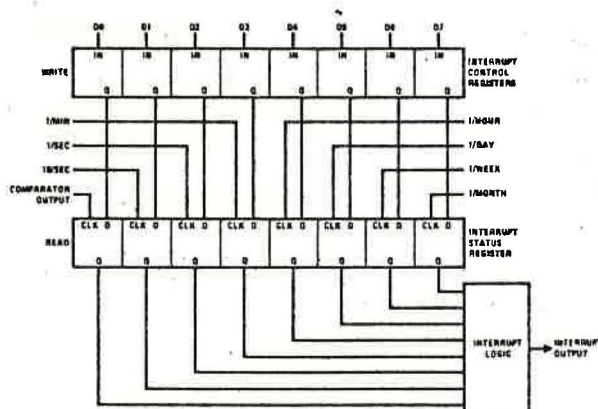 D0 D1 D2 D3 D4 D5 D6 D7
IN IN IN IN IN IN IN IN
WRITE
INTERRUPT
CONTROL
REGISTERS
Q Q Q Q Q Q Q Q
1/MIN
1/HOUR
1/SEC
1/DAY
10/SEC
1/WEEK
COMPARATOR
OUTPUT
1/MONTH
CLK D CLK D CLK D CLK D CLK D CLK D CLK D CLK D
READ
INTERRUPT
STATUS
REGISTER
Q Q Q Q Q Q Q Q
INTERRUPT
LOGIC
INTERRUPT
OUTPUT